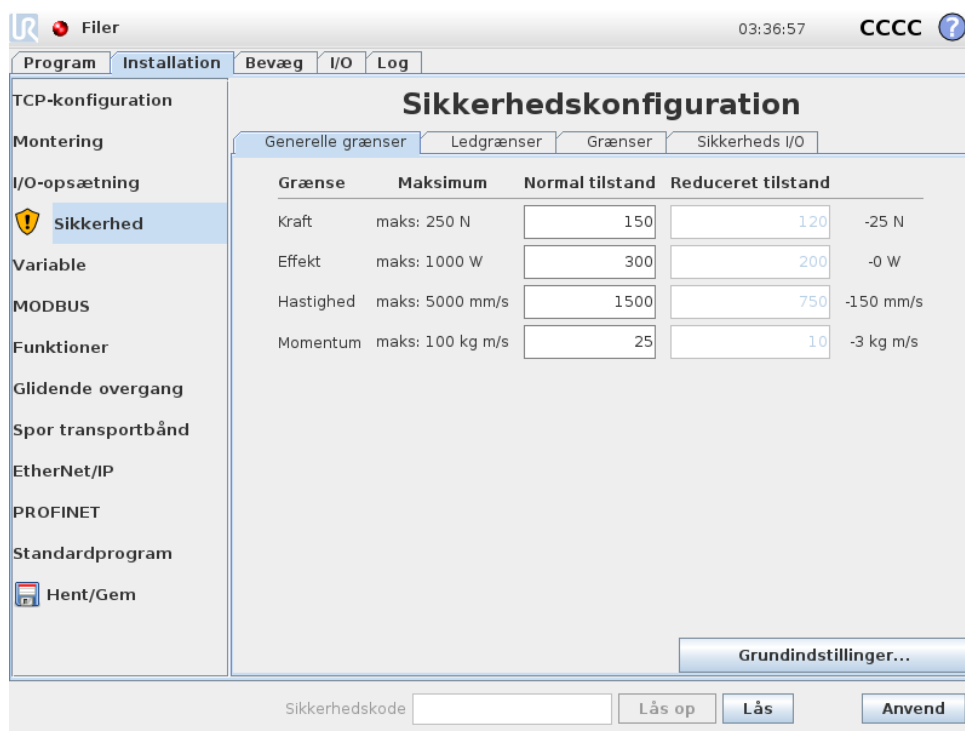 UR Filer 03:36:57 CCCC ?
Program Installation Bevæg I/O Log
TCP-konfiguration
Montering
I/O-opsætning
Sikkerhed
Variable
MODBUS
Funktioner
Glidende overgang
Spor transportbånd
EtherNet/IP
PROFINET
Standardprogram
Hent/Gem
Sikkerhedskonfiguration
Generelle grænser Ledgrænser Grænser Sikkerheds I/O
Grænse Maksimum Normal tilstand Reduceret tilstand
Kraft maks: 250 N 150 120 -25 N
Effekt maks: 1000 W 300 200 -0 W
Hastighed maks: 5000 mm/s 1500 750 -150 mm/s
Momentum maks: 100 kg m/s 25 10 -3 kg m/s
Grundindstillinger...
Sikkerhedskode Lås op Lås Anvend